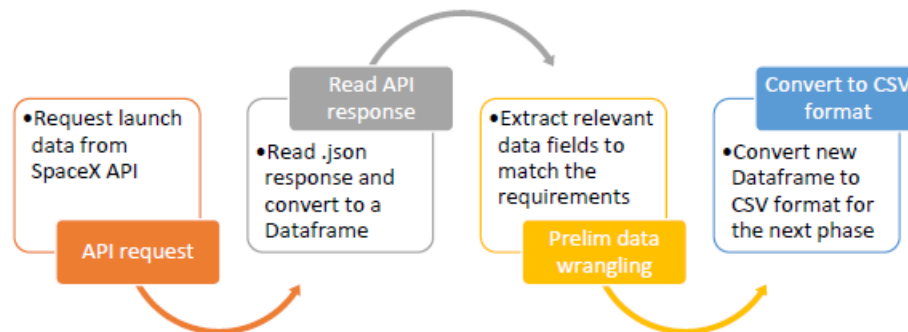 •Request launch
data from
SpaceX API
API request
Read API
response
•Read .json
response and
convert to a
Dataframe
•Extract relevant
data fields to
match the
requirements
Prelim data
wrangling
Convert to CSV
format
•Convert new
Dataframe to
CSV format for
the next phase